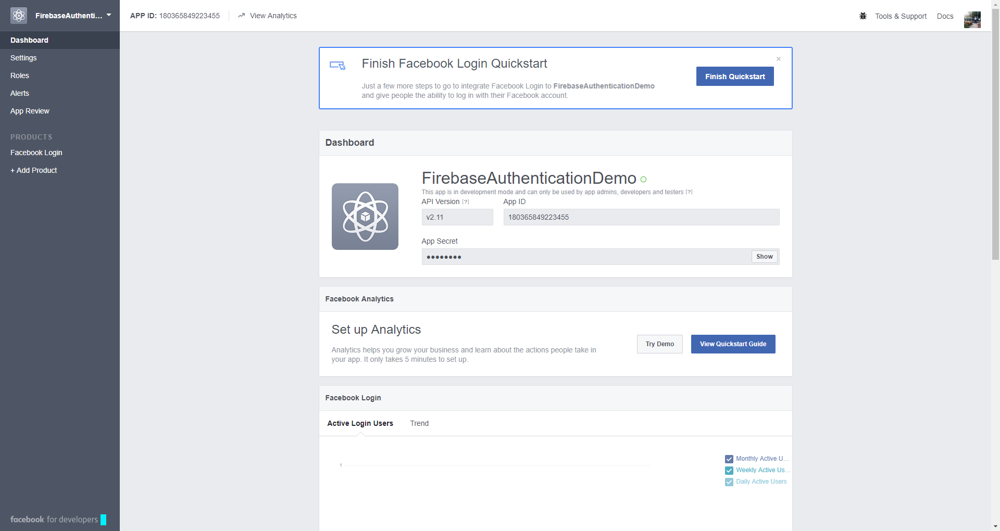 FirebaseAuthenti...
APP ID: 180365849223455
View Analytics
Tools & Support
Docs
Dashboard
Settings
Roles
Alerts
App Review
PRODUCTS
Facebook Login
+ Add Product
facebook for developers
Finish Facebook Login Quickstart
×
Just a few more steps to go to integrate Facebook Login to FirebaseAuthenticationDemo
and give people the ability to log in with their Facebook account.
Finish Quickstart
Dashboard
FirebaseAuthenticationDemo
This app is in development mode and can only be used by app admins, developers and testers [?]
API Version [?]
App ID
v2.11
180365849223455
App Secret
●●●●●●●●
Show
Facebook Analytics
Set up Analytics
Analytics helps you grow your business and learn about the actions people take in
your app. It only takes 5 minutes to set up.
Try Demo
View Quickstart Guide
Facebook Login
Active Login Users
Trend
1
Monthly Active U...
Weekly Active Us...
Daily Active Users